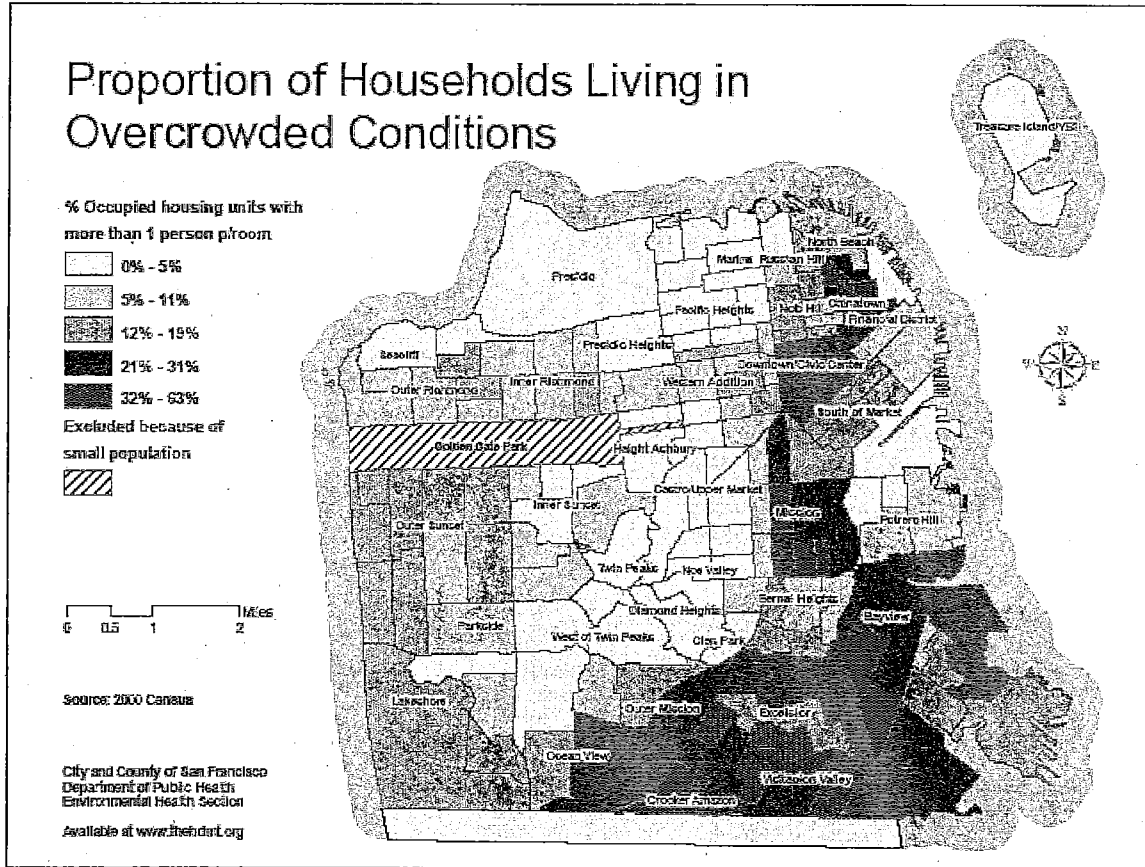 Proportion of Households Living in
Overcrowded Conditions
% Occupied housing units with
more than 1 person p/room
0% - 5%
5% - 11%
12% - 19%
21% - 31%
32% - 63%
Excluded because of
small population
Treasure Island/YBI
North Beach
Marina
Russian Hill
Presidio
Chinatown
Nob Hill
Pacific Heights
Financial District
Seacliff
Presidio Heights
Downtown/Civic Center
Outer Richmond
Inner Richmond
Western Addition
South of Market
Golden Gate Park
Haight Ashbury
Castro/Upper Market
Inner Sunset
Outer Sunset
Mission
Potrero Hill
Twin Peaks
Noe Valley
Bernal Heights
Diamond Heights
Bayview
Parkside
West of Twin Peaks
Glen Park
Lakeshore
Outer Mission
Excelsior
Ocean View
Visitacion Valley
Crocker Amazon
N
W
E
S
Miles
0 0.5 1 2
Source: 2000 Census
City and County of San Francisco
Department of Public Health
Environmental Health Section
Available at www.thehdmt.org